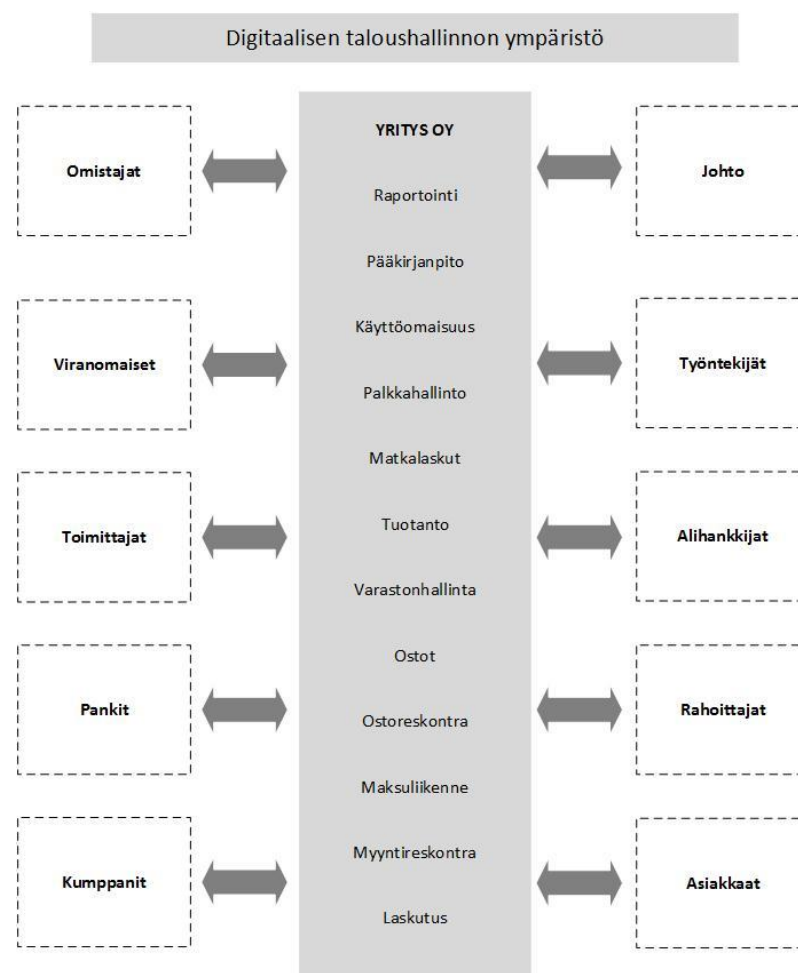 Digitaalisen taloushallinnon ympäristö
Omistajat
Viranomaiset
Toimittajat
Pankit
Kumppanit
YRITYS OY
Raportointi
Pääkirjanpito
Käyttöomaisuus
Palkkahallinto
Matkalaskut
Tuotanto
Varastonhallinta
Ostot
Ostoreskontra
Maksuliikenne
Myyntireskontra
Laskutus
Johto
Työntekijät
Alihankkijat
Rahoittajat
Asiakkaat